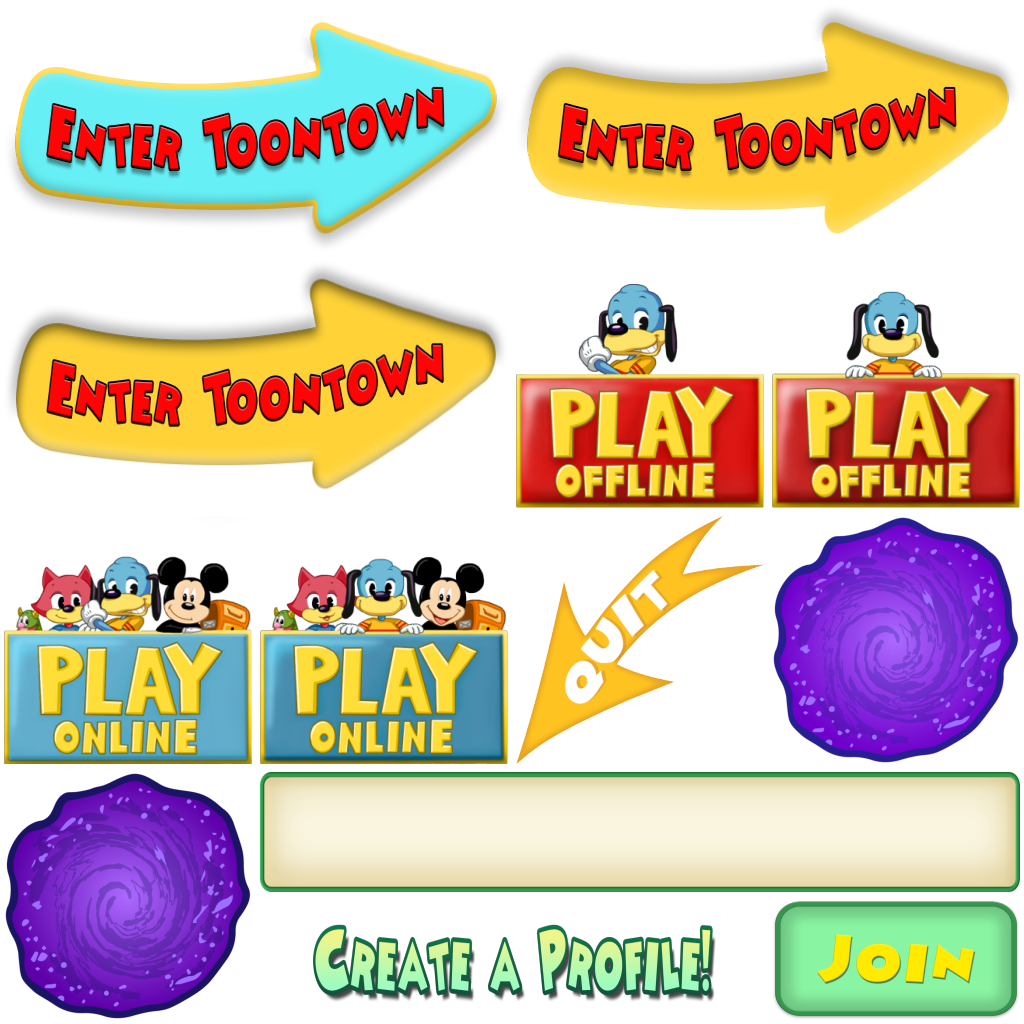 ENTER TOONTOWN
ENTER TOONTOWN
ENTER TOONTOWN
PLAY
OFFLINE
PLAY
OFFLINE
PLAY
ONLINE
PLAY
ONLINE
QUIT
CREATE A PROFILE!
JOIN